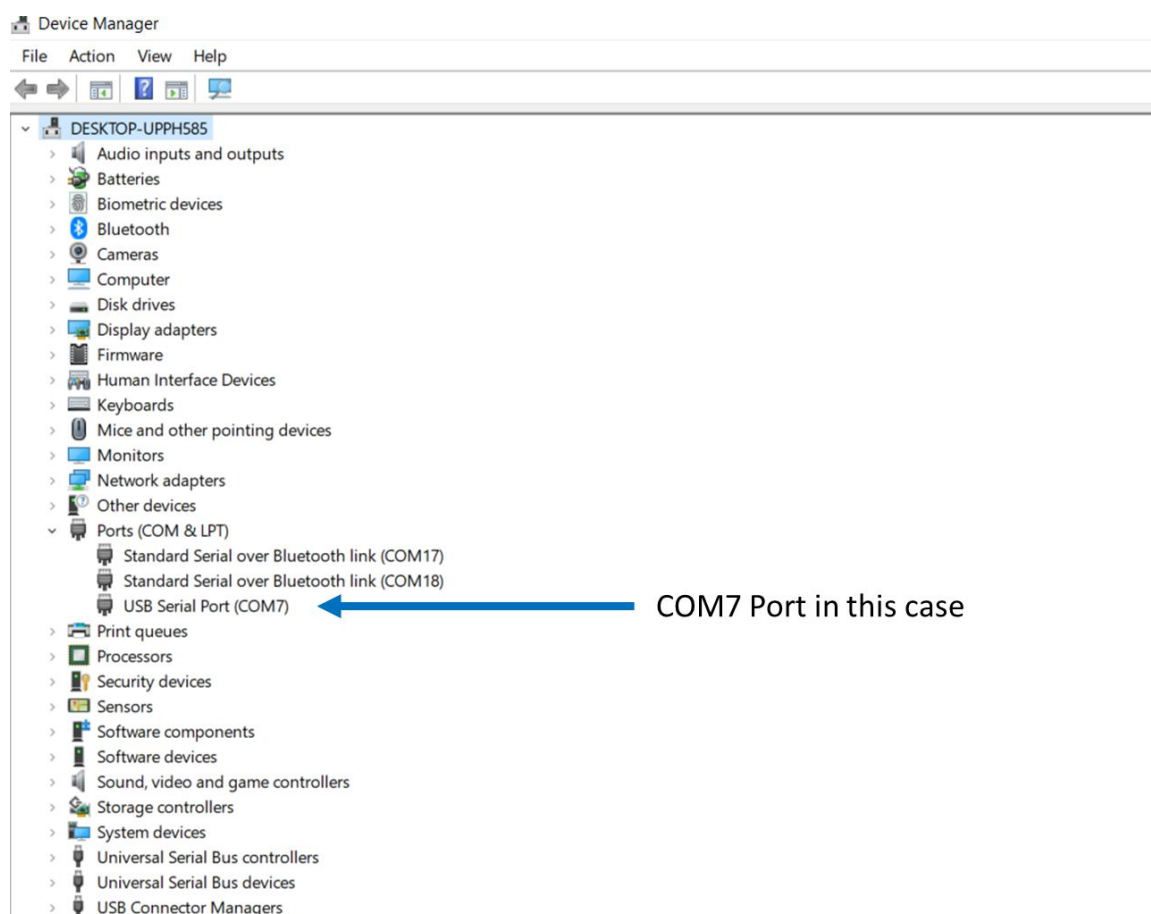 Device Manager
File Action View Help
DESKTOP-UPPH585
Audio inputs and outputs
Batteries
Biometric devices
Bluetooth
Cameras
Computer
Disk drives
Display adapters
Firmware
Human Interface Devices
Keyboards
Mice and other pointing devices
Monitors
Network adapters
Other devices
Ports (COM & LPT)
Standard Serial over Bluetooth link (COM17)
Standard Serial over Bluetooth link (COM18)
USB Serial Port (COM7) COM7 Port in this case
Print queues
Processors
Security devices
Sensors
Software components
Software devices
Sound, video and game controllers
Storage controllers
System devices
Universal Serial Bus controllers
Universal Serial Bus devices
USB Connector Managers